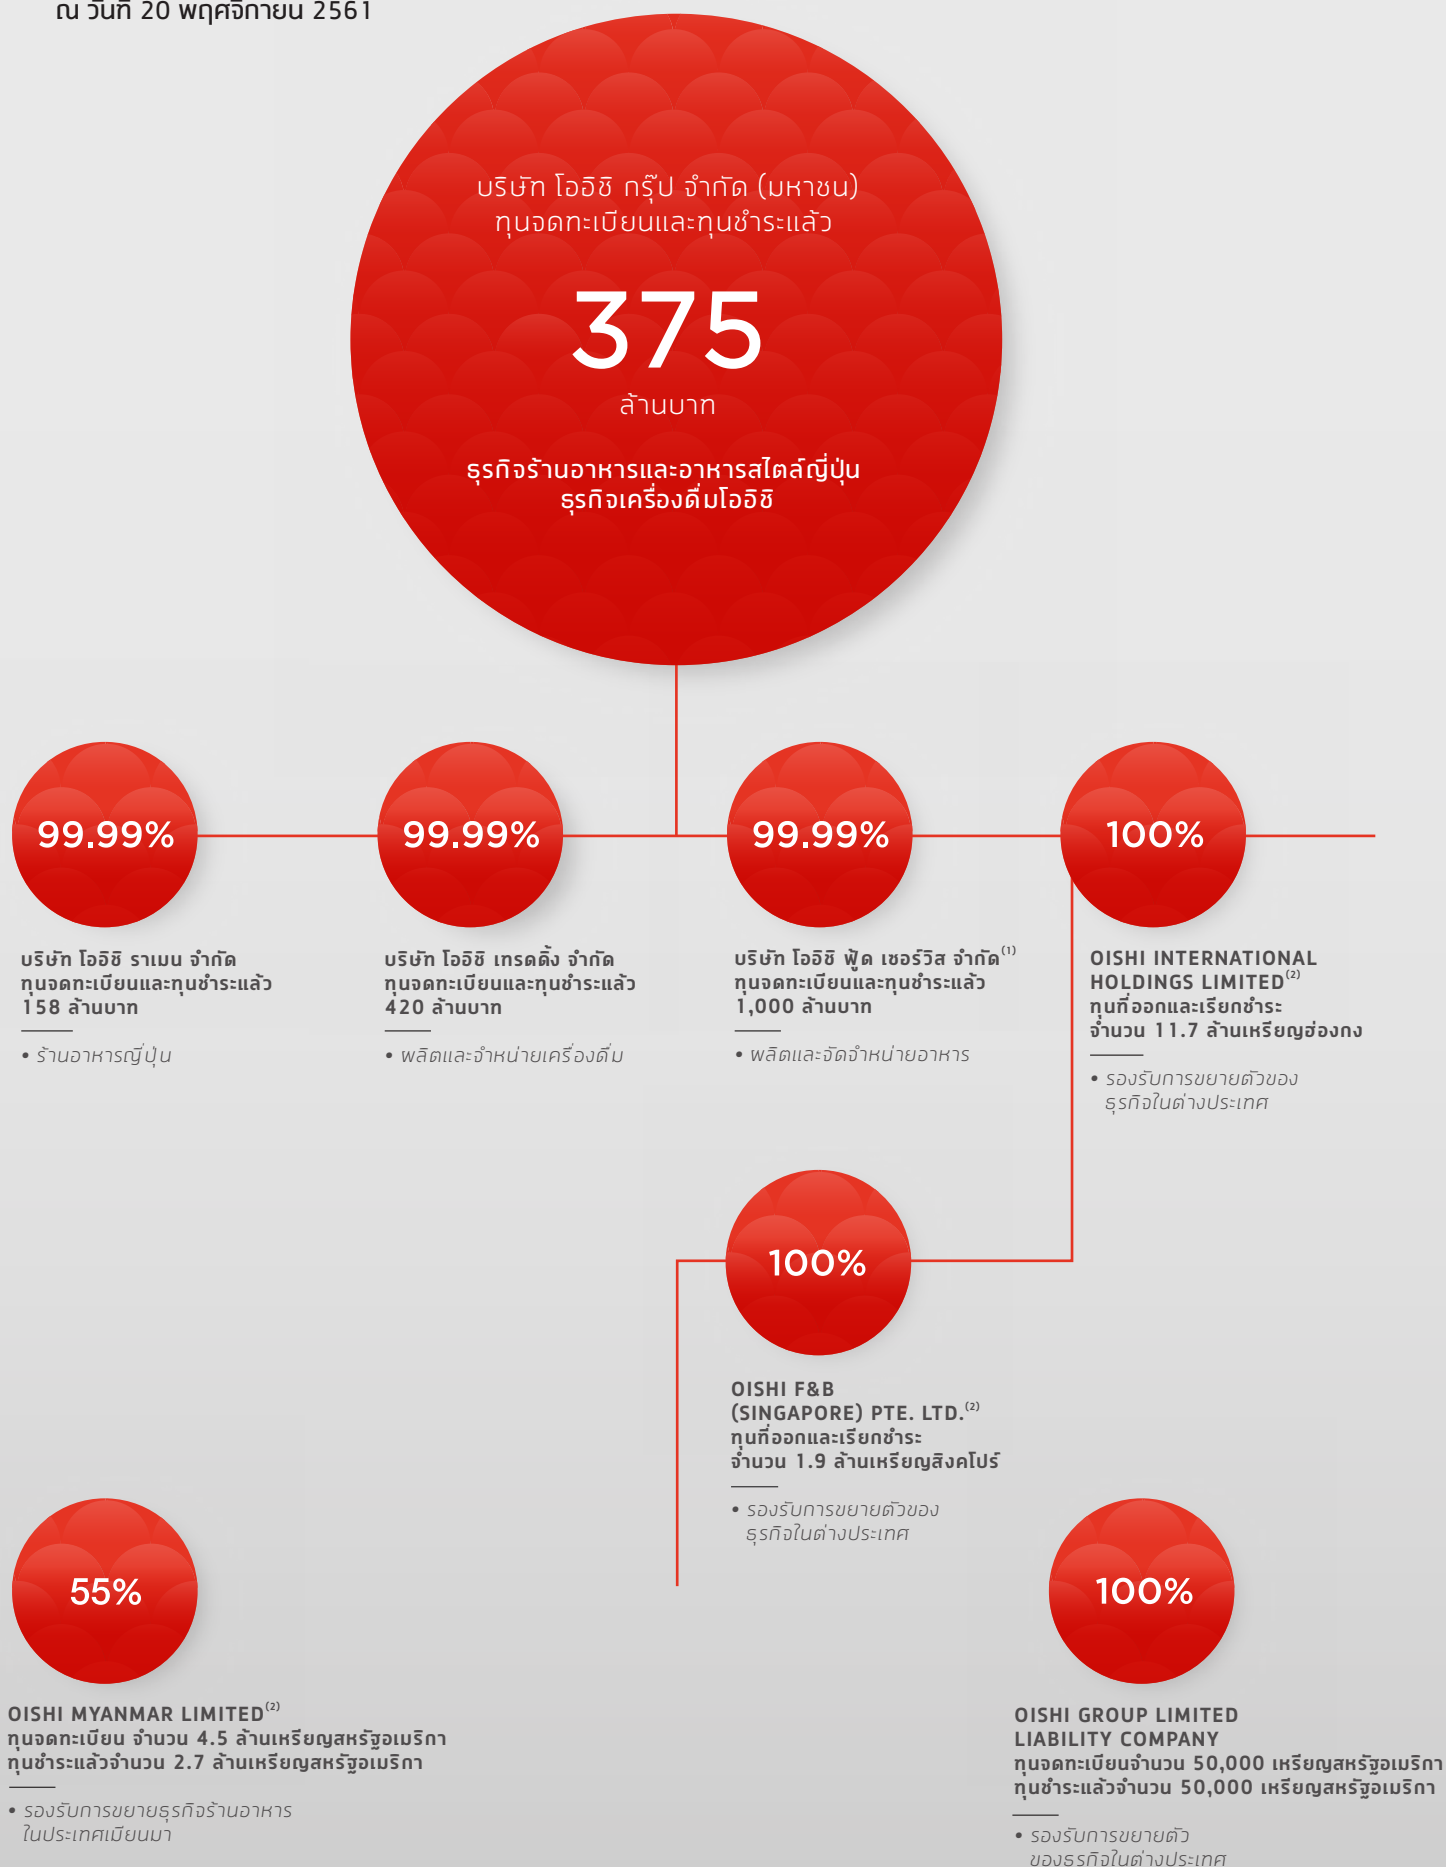 ณ วันที่ 20 พฤศจิกายน 2561
บริษัท โออิชิ กรุ๊ป จำกัด (มหาชน)
ทุนจดทะเบียนและทุนชำระแล้ว
375
ล้านบาท
ธุรกิจร้านอาหารและอาหารสไตล์ญี่ปุ่น
ธุรกิจเครื่องดื่มโออิชิ
99.99%
บริษัท โออิชิ ราเมน จำกัด
ทุนจดทะเบียนและทุนชำระแล้ว
158 ล้านบาท
• ร้านอาหารญี่ปุ่น
99.99%
บริษัท โออิชิ เทรดดิ้ง จำกัด
ทุนจดทะเบียนและทุนชำระแล้ว
420 ล้านบาท
• ผลิตและจำหน่ายเครื่องดื่ม
99.99%
บริษัท โออิชิ ฟู้ด เซอร์วิส จำกัด(1)
ทุนจดทะเบียนและทุนชำระแล้ว
1,000 ล้านบาท
• ผลิตและจัดจำหน่ายอาหาร
100%
OISHI INTERNATIONAL
HOLDINGS LIMITED(2)
ทุนที่ออกและเรียกชำระ
จำนวน 11.7 ล้านเหรียญฮ่องกง
• รองรับการขยายตัวของ
ธุรกิจในต่างประเทศ
100%
OISHI F&B
(SINGAPORE) PTE. LTD.(2)
ทุนที่ออกและเรียกชำระ
จำนวน 1.9 ล้านเหรียญสิงคโปร์
• รองรับการขยายตัวของ
ธุรกิจในต่างประเทศ
55%
OISHI MYANMAR LIMITED(2)
ทุนจดทะเบียน จำนวน 4.5 ล้านเหรียญสหรัฐอเมริกา
ทุนชำระแล้วจำนวน 2.7 ล้านเหรียญสหรัฐอเมริกา
• รองรับการขยายธุรกิจร้านอาหาร
ในประเทศเมียนมา
100%
OISHI GROUP LIMITED
LIABILITY COMPANY
ทุนจดทะเบียนจำนวน 50,000 เหรียญสหรัฐอเมริกา
ทุนชำระแล้วจำนวน 50,000 เหรียญสหรัฐอเมริกา
• รองรับการขยายตัว
ของธุรกิจในต่างประเทศ